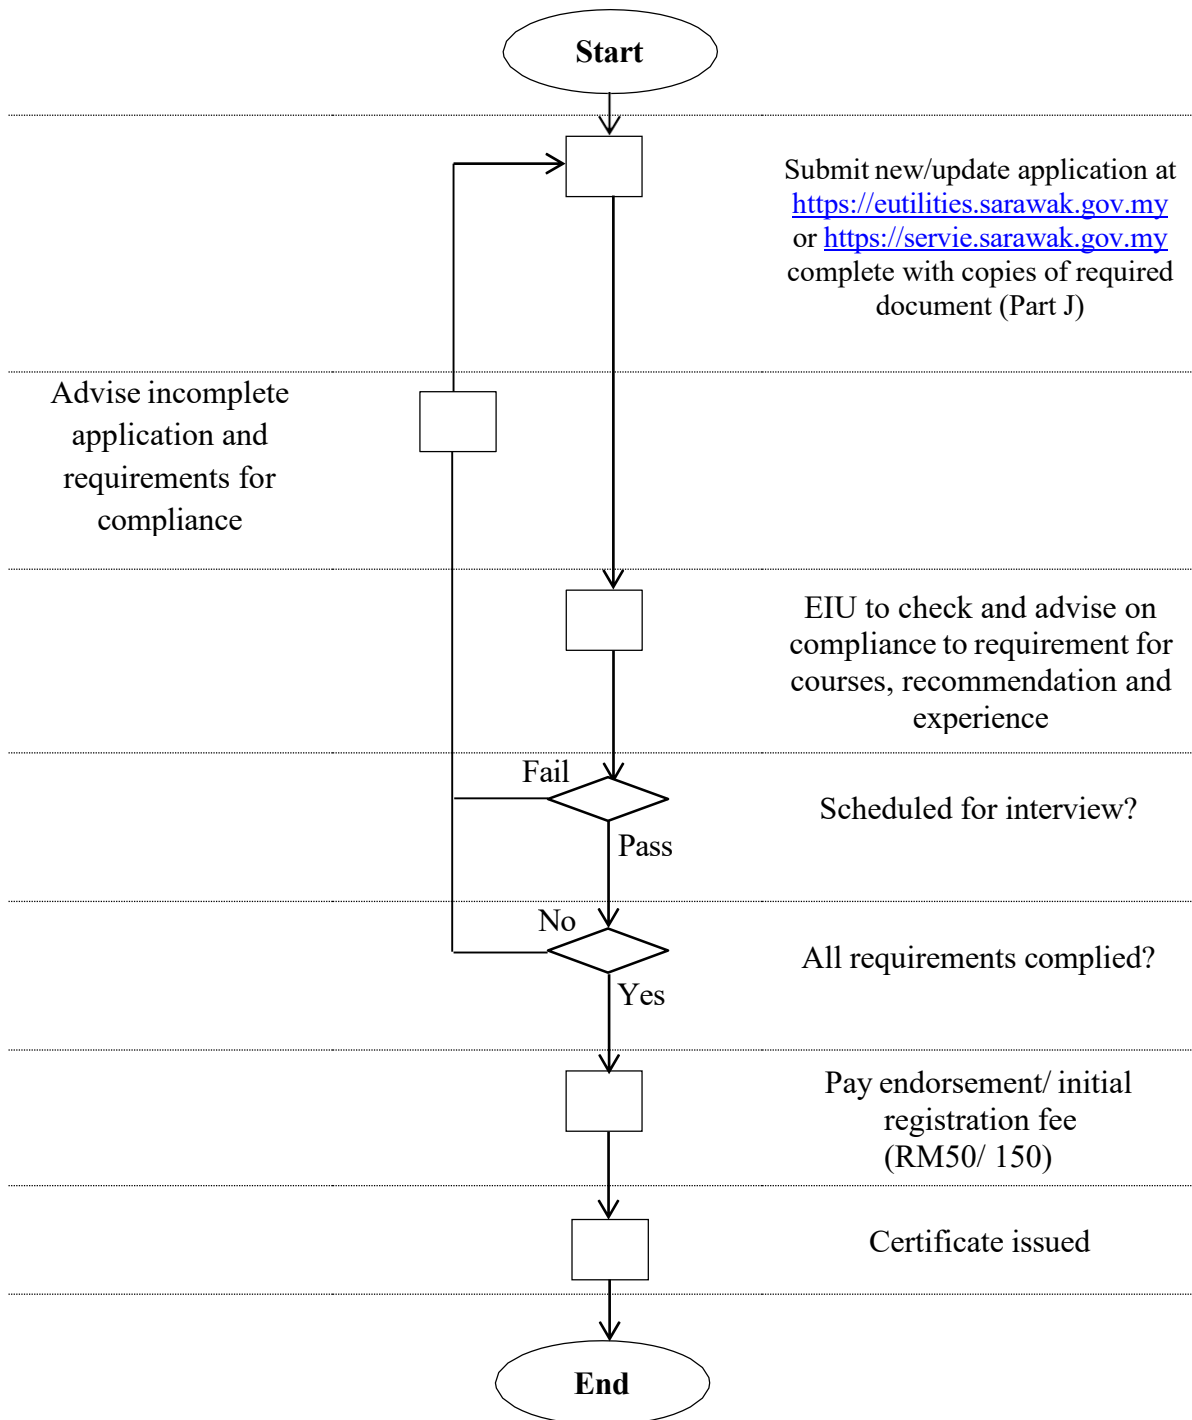 Start
Submit new/update application at
https://eutilities.sarawak.gov.my
or https://servie.sarawak.gov.my
complete with copies of required
document (Part J)
Advise incomplete
application and
requirements for
compliance
EIU to check and advise on
compliance to requirement for
courses, recommendation and
experience
Fail
Scheduled for interview?
Pass
No
All requirements complied?
Yes
Pay endorsement/ initial
registration fee
(RM50/ 150)
Certificate issued
End